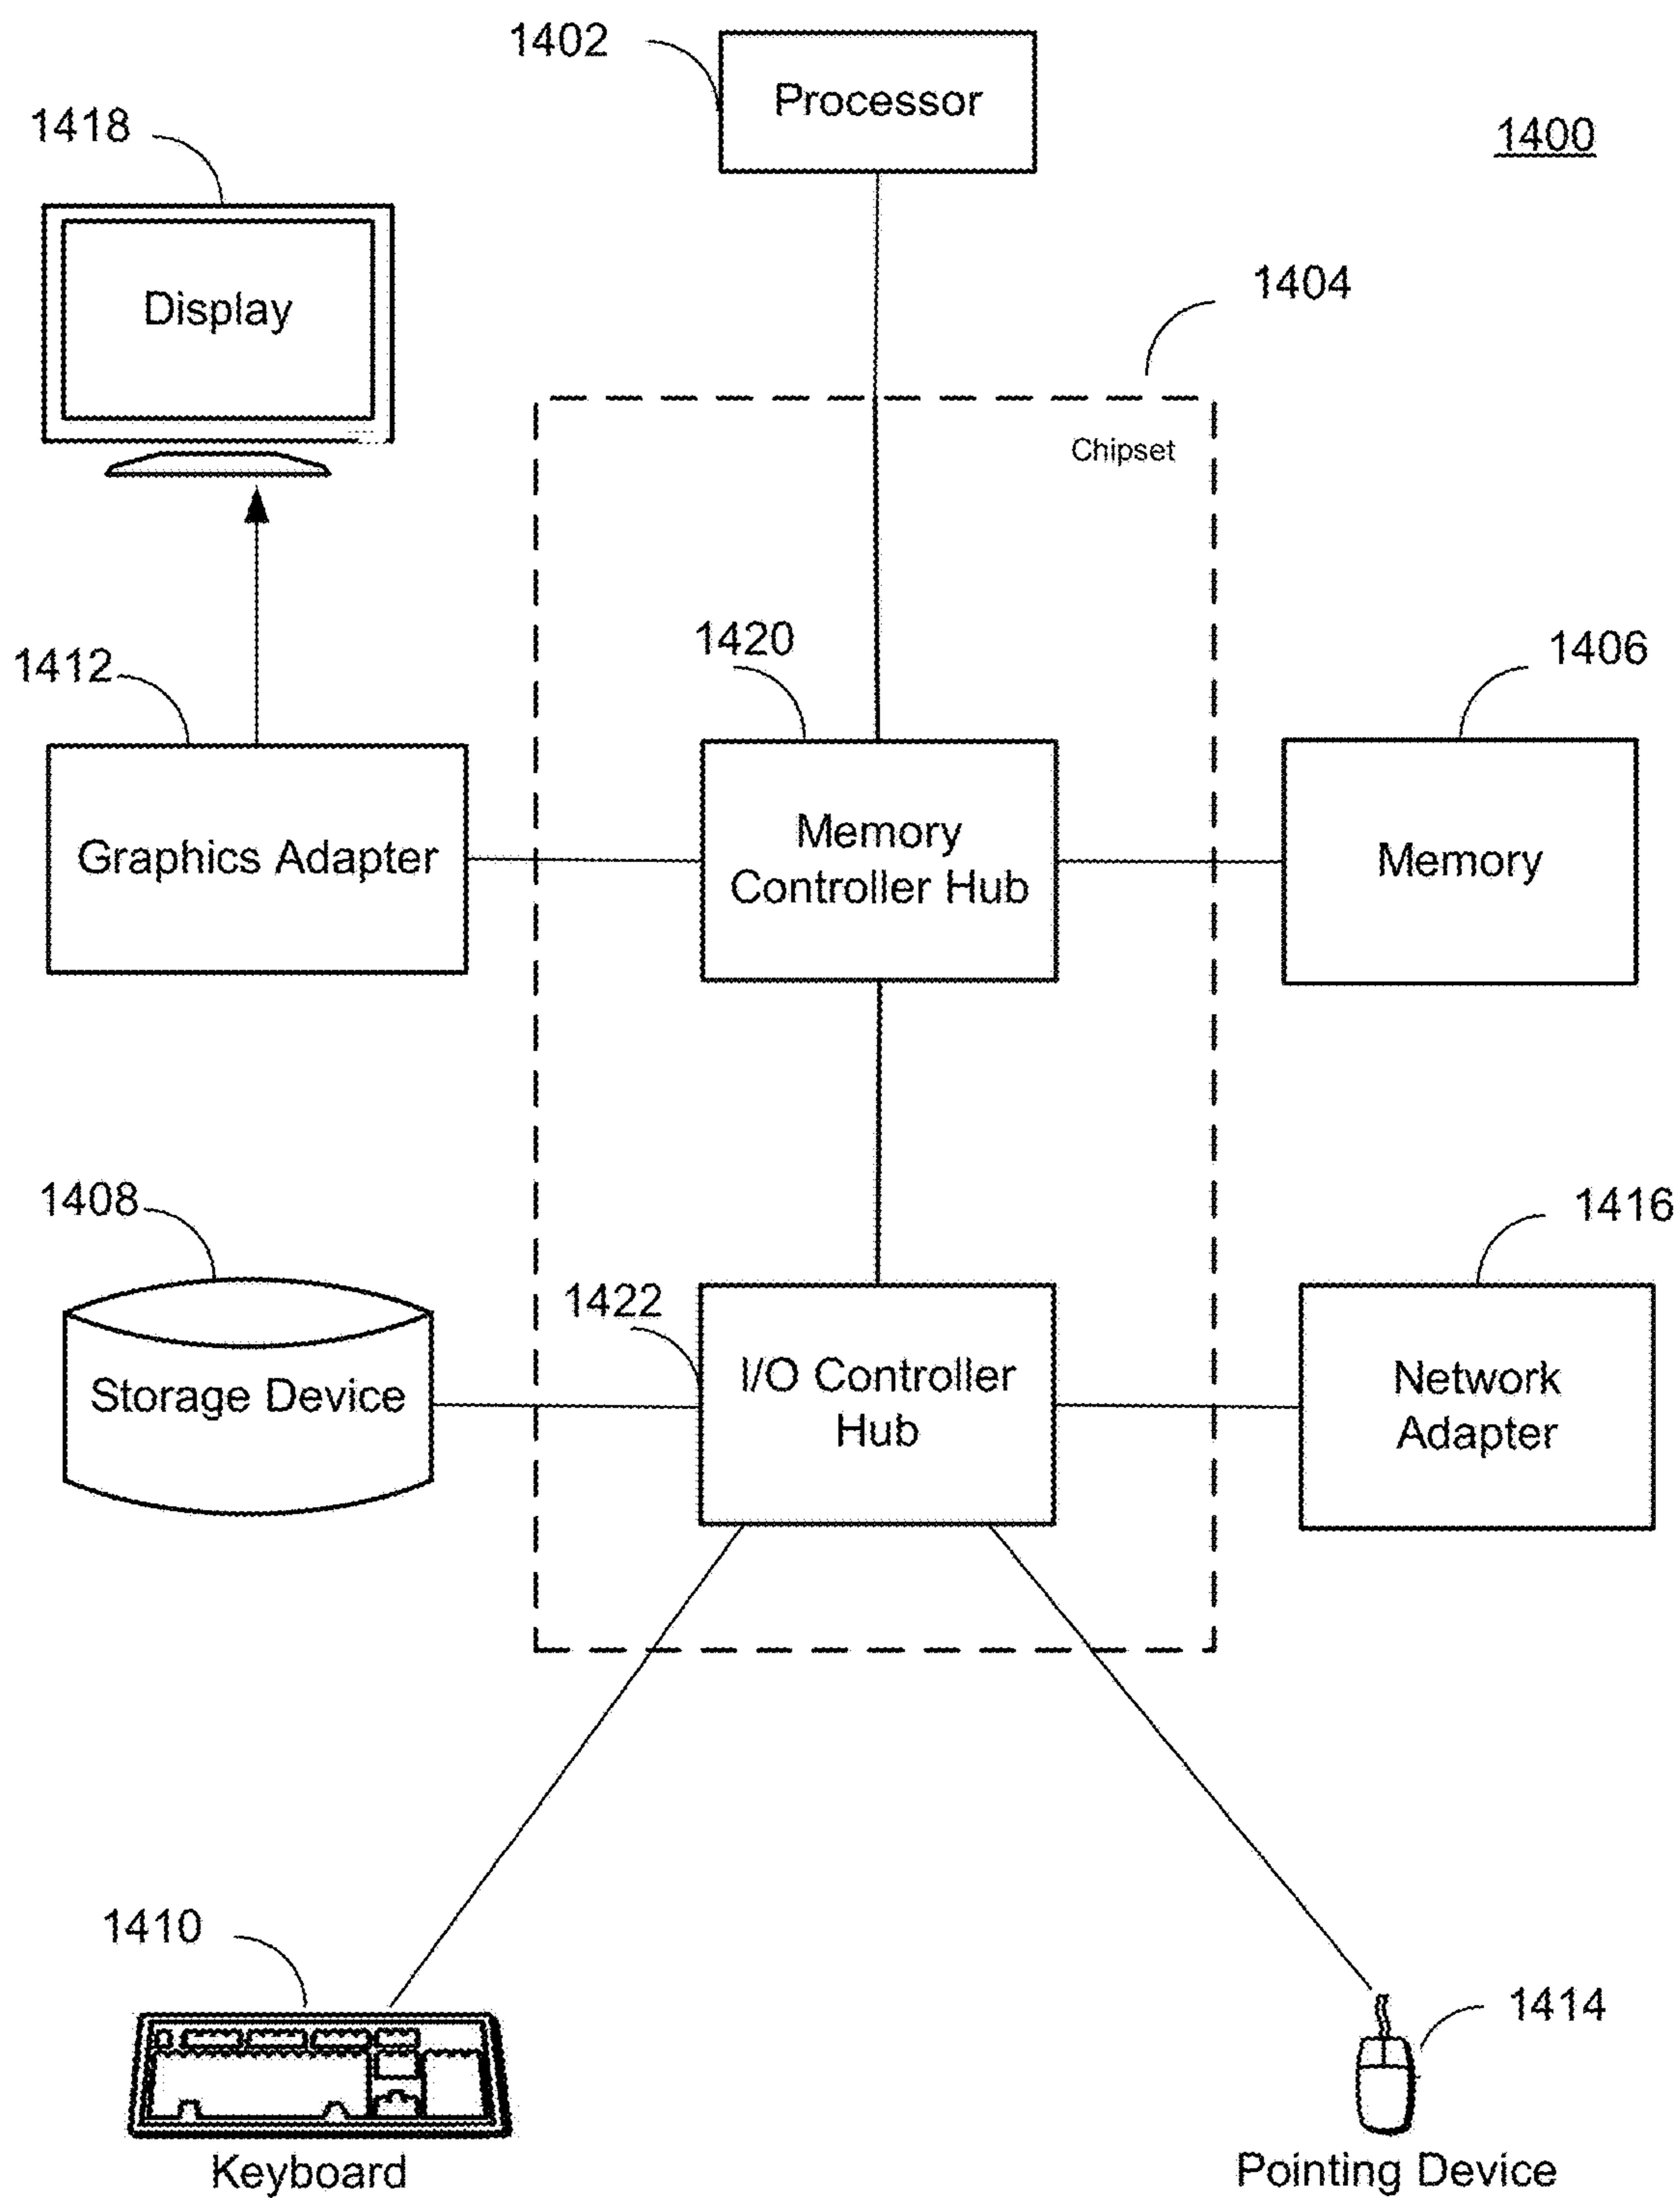 1402
Processor
1400
1418
Display
1404
Chipset
1420
1406
1412
Memory
Controller Hub
Graphics Adapter
Memory
1408
1416
1422
I/O Controller
Hub
Storage Device
Network
Adapter
1410
1414
Keyboard
Pointing Device